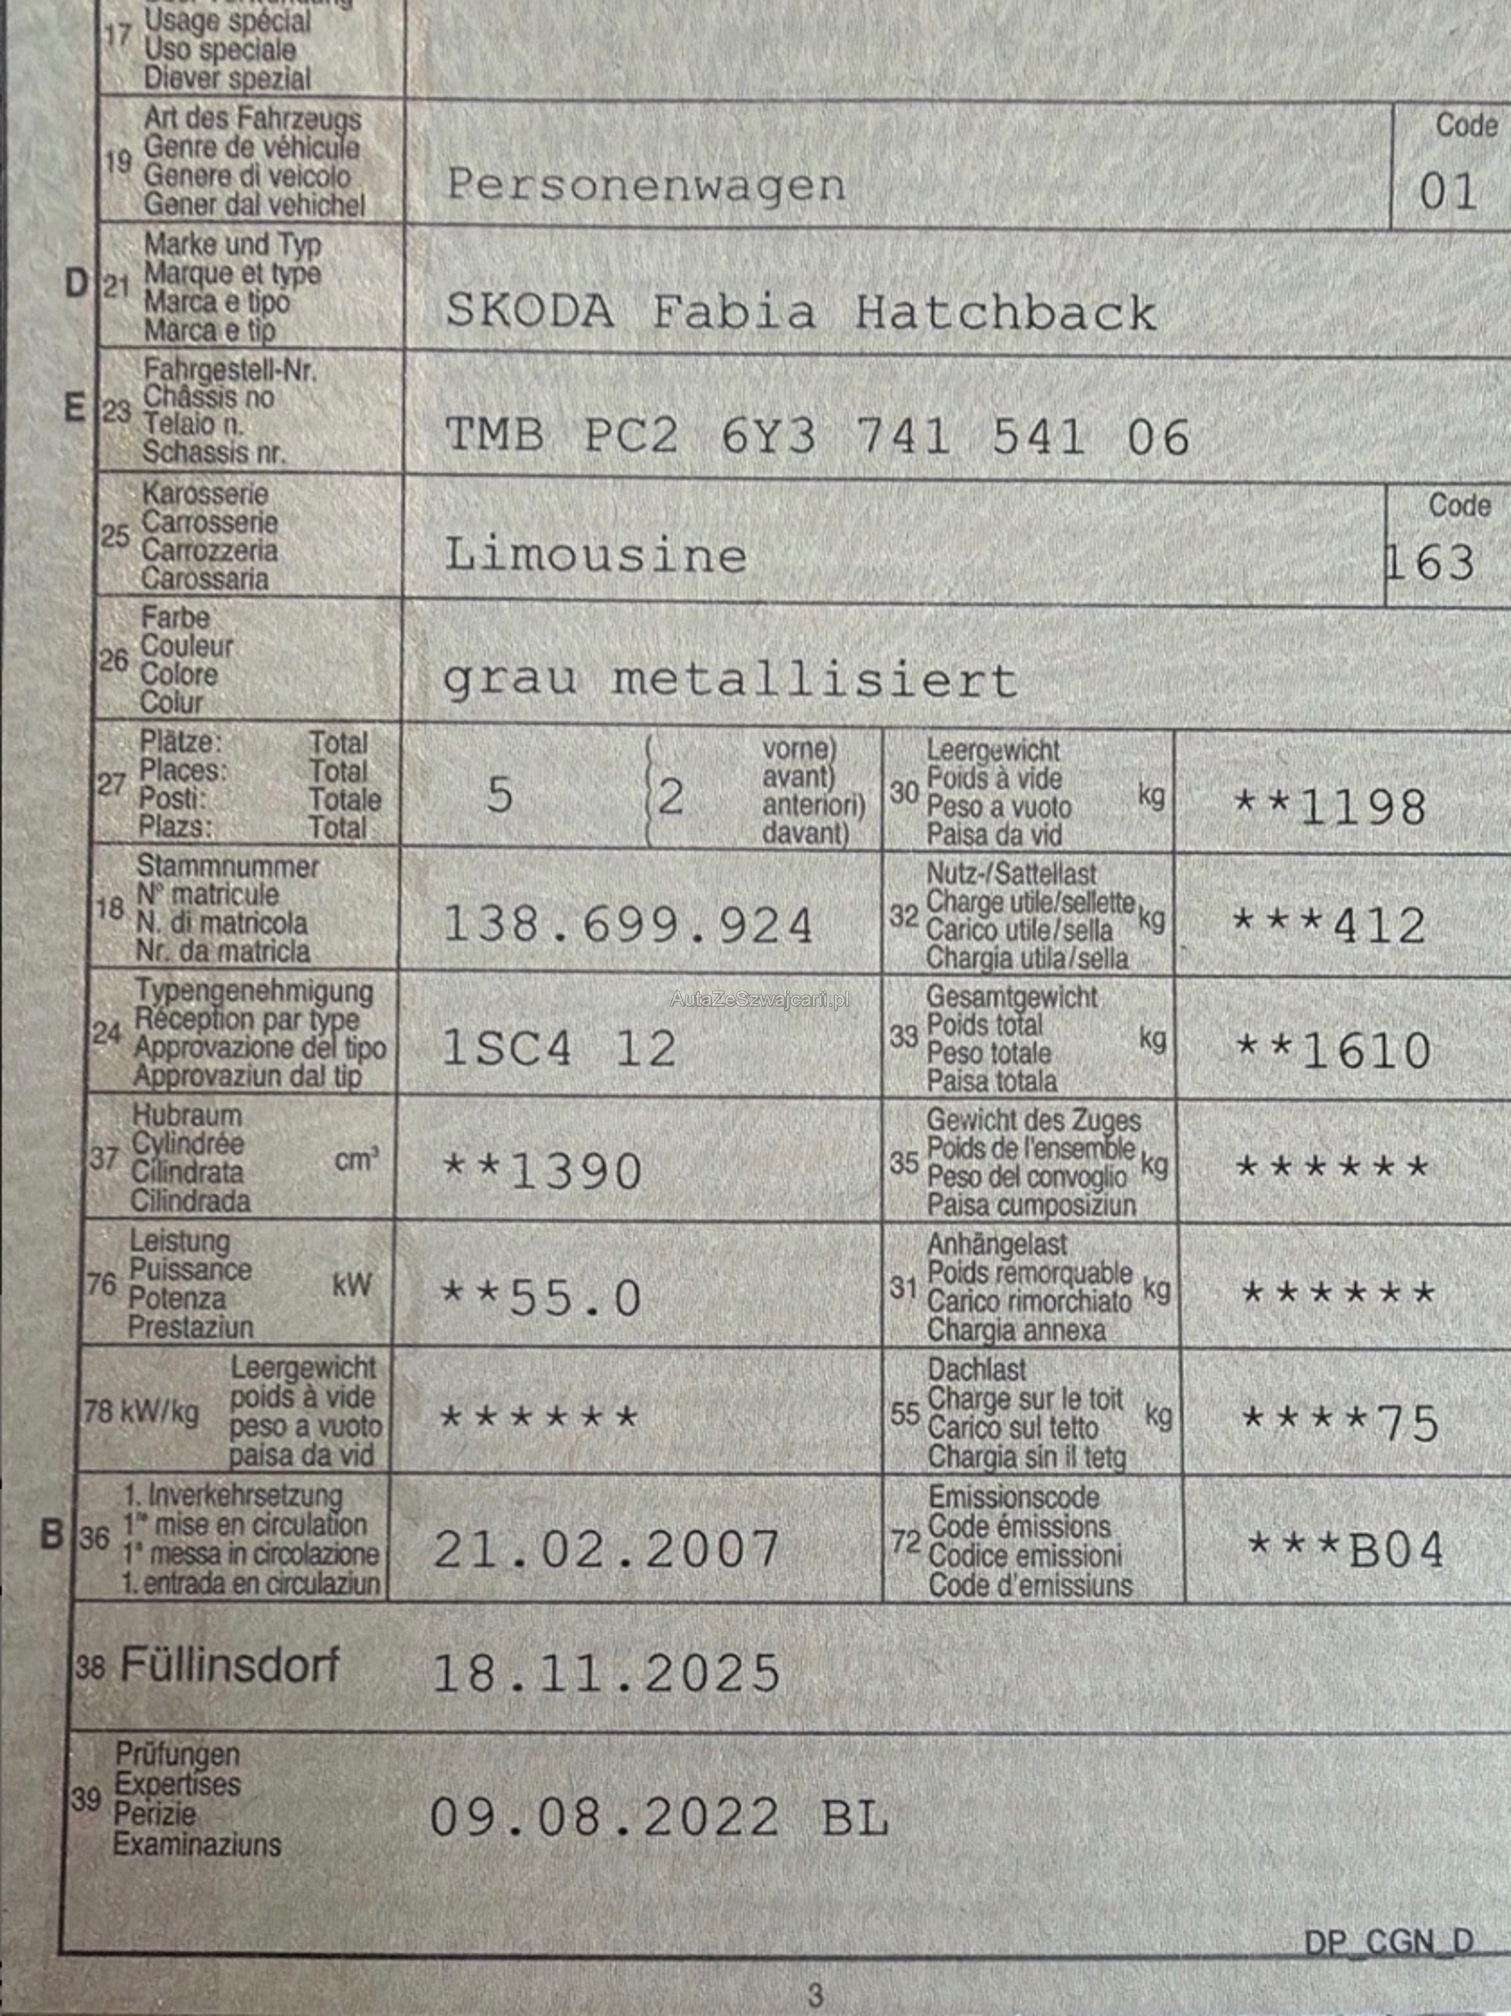 17 Usage spécial
Uso speciale
Diever spezial
19 Art des Fahrzeugs
Genre de véhicule
Genere di veicolo
Gener dal vehichel
Personenwagen
Code
01
D 21 Marke und Typ
Marque et type
Marca e tipo
Marca e tip
SKODA Fabia Hatchback
E 23 Fahrgestell-Nr.
Châssis no
Telaio n.
Schassis nr.
TMB PC2 6Y3 741 541 06
25 Karosserie
Carrosserie
Carrozzeria
Carossaria
Limousine
Code
163
26 Farbe
Couleur
Colore
Colur
grau metallisiert
27 Plätze: Total
Places: Total
Posti: Totale
Plazs: Total
5 ( 2 vorne)
avant)
anteriori)
( davant)
30 Leergewicht
Poids à vide
Peso a vuoto
Paisa da vid
kg
**1198
18 Stammnummer
N° matricule
N. di matricola
Nr. da matricla
138.699.924
32 Nutz-/Sattellast
Charge utile/sellette
Carico utile/sella
Chargia utila/sella
kg
***412
24 Typengenehmigung
Réception par type
Approvazione del tipo
Approvaziun dal tip
1SC4 12
AutaZeSzwajcarii.pl
33 Gesamtgewicht
Poids total
Peso totale
Paisa totala
kg
**1610
37 Hubraum
Cylindrée
Cilindrata
Cilindrada
cm³
**1390
35 Gewicht des Zuges
Poids de l'ensemble
Peso del convoglio
Paisa cumposiziun
kg
******
76 Leistung
Puissance
Potenza
Prestaziun
kW
**55.0
31 Anhängelast
Poids remorquable
Carico rimorchiato
Chargia annexa
kg
******
78 kW/kg
Leergewicht
poids à vide
peso a vuoto
paisa da vid
******
55 Dachlast
Charge sur le toit
Carico sul tetto
Chargia sin il tetg
kg
****75
B 36 1. Inverkehrsetzung
1re mise en circulation
1a messa in circolazione
1. entrada en circulaziun
21.02.2007
72 Emissionscode
Code émissions
Codice emissioni
Code d'emissiuns
***B04
38 Füllinsdorf
18.11.2025
39 Prüfungen
Expertises
Perizie
Examinaziuns
09.08.2022 BL
DP_CGN_D
3